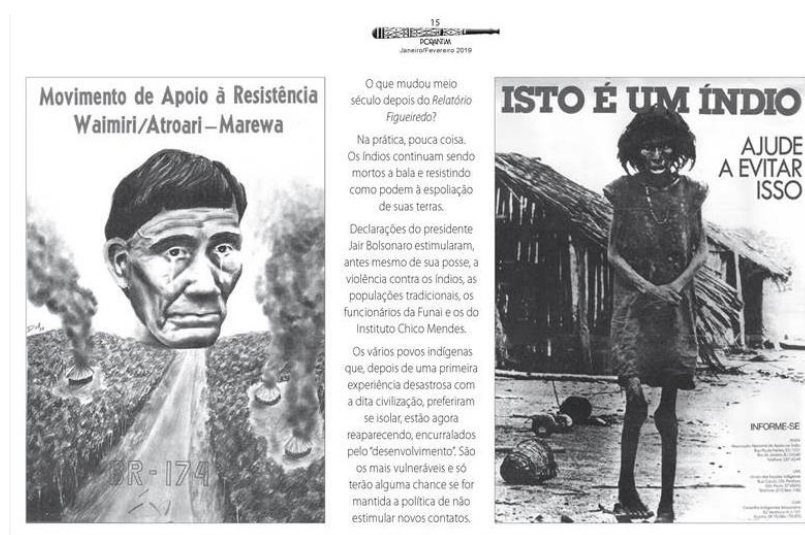 15
PORANTIM
Janeiro/Fevereiro 2019
Movimento de Apoio à Resistência
Waimiri/Atroari – Marewa
BR-174
O que mudou meio
século depois do Relatório
Figueiredo?
Na prática, pouca coisa.
Os índios continuam sendo
mortos a bala e resistindo
como podem à espoliação
de suas terras.
Declarações do presidente
Jair Bolsonaro estimularam,
antes mesmo de sua posse, a
violência contra os índios, as
populações tradicionais, os
funcionários da Funai e os do
Instituto Chico Mendes.
Os vários povos indígenas
que, depois de uma primeira
experiência desastrosa com
a dita civilização, preferiram
se isolar, estão agora
reaparecendo, encurralados
pelo “desenvolvimento”. São
os mais vulneráveis e só
terão alguma chance se for
mantida a política de não
estimular novos contatos.
ISTO É UM ÍNDIO
AJUDE
A EVITAR
ISSO
INFORME-SE